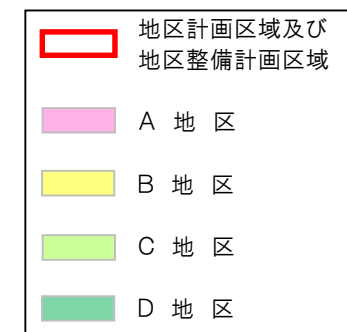 地区計画区域及び
地区整備計画区域
A 地 区
B 地 区
C 地 区
D 地 区